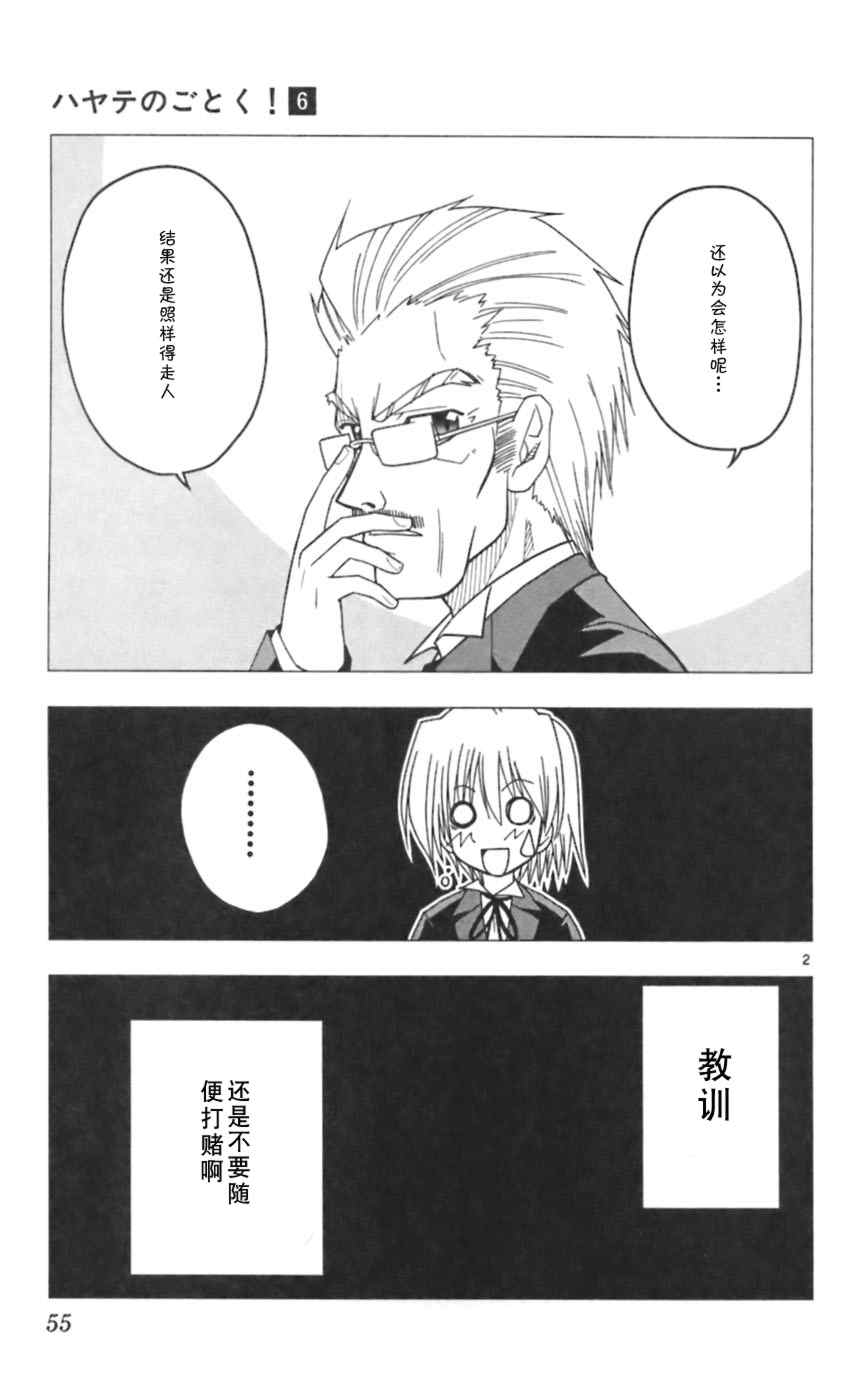 ハヤテのごとく！6
还以为会怎样呢…
结果还是照样得走人
………
2
教训
还是不要随
便打赌啊
55